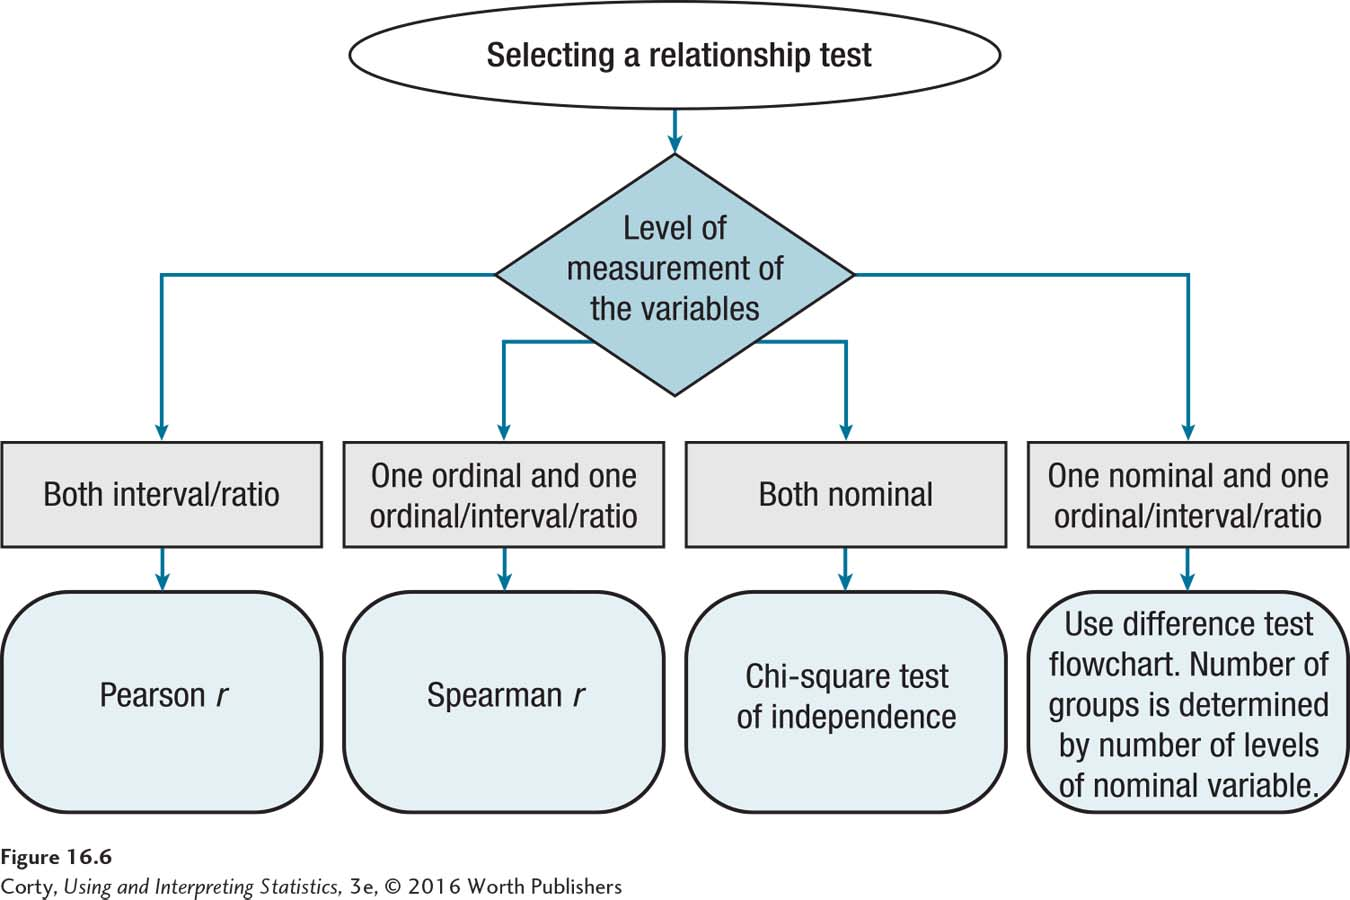 Selecting a relationship test
Level of
measurement of
the variables
Both interval/ratio
One ordinal and one
ordinal/interval/ratio
Both nominal
One nominal and one
ordinal/interval/ratio
Pearson r
Spearman r
Chi-square test
of independence
Use difference test
flowchart. Number of
groups is determined
by number of levels
of nominal variable.
Figure 16.6
Corty, Using and Interpreting Statistics, 3e, © 2016 Worth Publishers